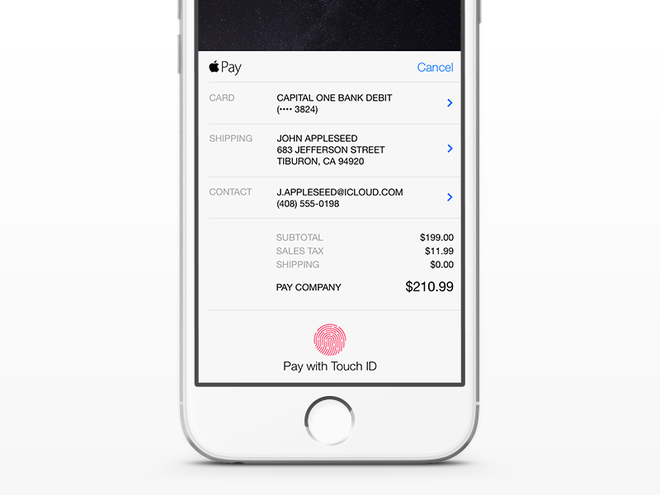 Pay
Cancel
CARD
CAPITAL ONE BANK DEBIT
(•••• 3824)
SHIPPING
JOHN APPLESEED
683 JEFFERSON STREET
TIBURON, CA 94920
CONTACT
J.APPLESEED@ICLOUD.COM
(408) 555-0198
SUBTOTAL $199.00
SALES TAX $11.99
SHIPPING $0.00
PAY COMPANY $210.99
Pay with Touch ID